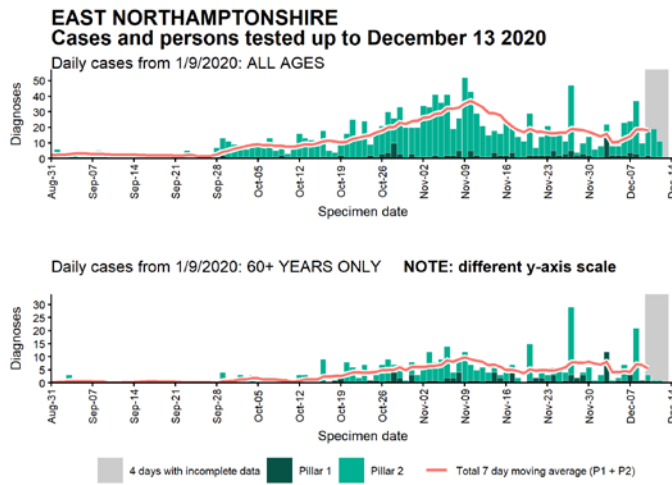 EAST NORTHAMPTONSHIRE
Cases and persons tested up to December 13 2020
Daily cases from 1/9/2020: ALL AGES
Diagnoses
50
40
30
20
10
0
Aug-31 Sep-07 Sep-14 Sep-21 Sep-28 Oct-05 Oct-12 Oct-19 Oct-26 Nov-02 Nov-09 Nov-16 Nov-23 Nov-30 Dec-07 Dec-14
Specimen date
Daily cases from 1/9/2020: 60+ YEARS ONLY NOTE: different y-axis scale
Diagnoses
30
25
20
15
10
5
0
Aug-31 Sep-07 Sep-14 Sep-21 Sep-28 Oct-05 Oct-12 Oct-19 Oct-26 Nov-02 Nov-09 Nov-16 Nov-23 Nov-30 Dec-07 Dec-14
Specimen date
4 days with incomplete data Pillar 1 Pillar 2 Total 7 day moving average (P1 + P2)